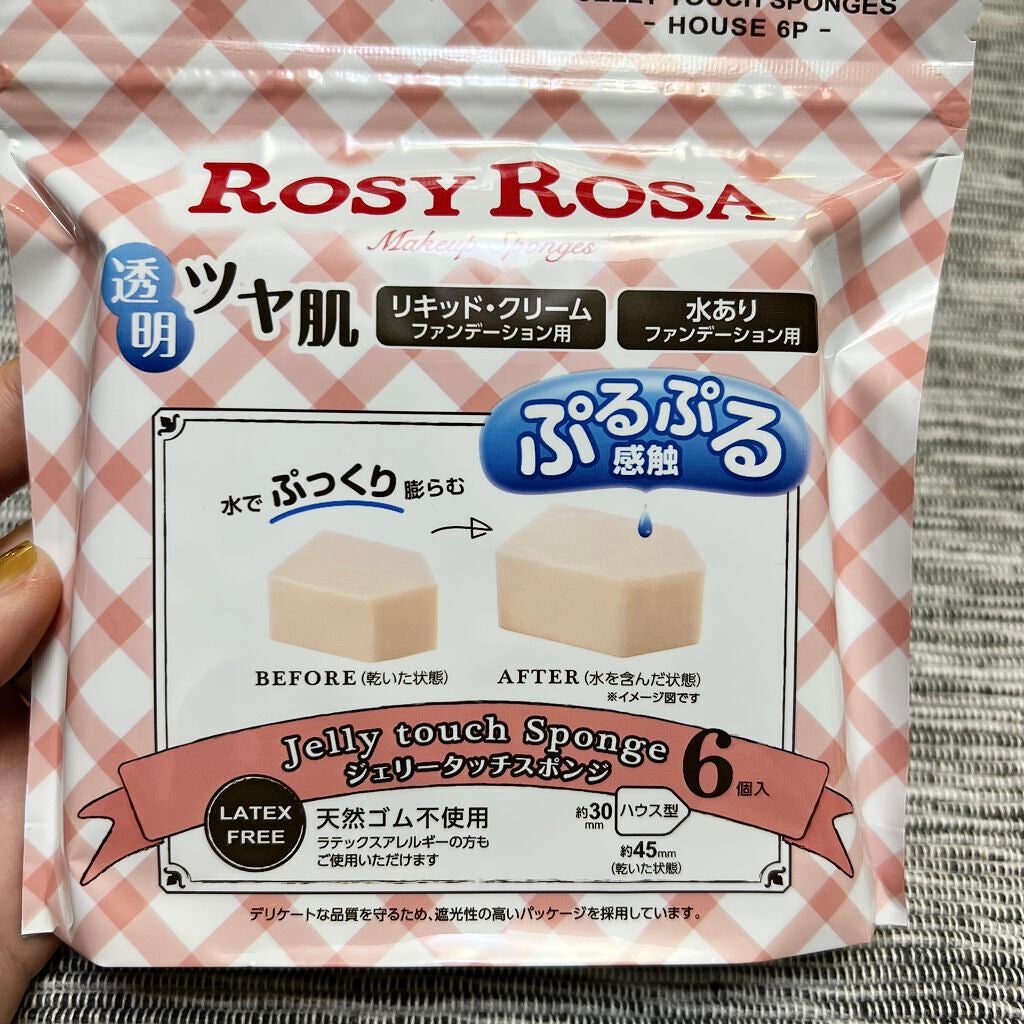 JELLY TOUCH SPONGES
- HOUSE 6P -
ROSY ROSA
Makeup Sponges
透明
ツヤ肌
リキッド・クリーム
ファンデーション用
水あり
ファンデーション用
ぷるぷる
感触
水でぷっくり膨らむ
BEFORE(乾いた状態)
AFTER(水を含んだ状態)
※イメージ図です
Jelly touch Sponge
ジェリータッチスポンジ
6個入
LATEX
FREE
天然ゴム不使用
ラテックスアレルギーの方も
ご使用いただけます
約30mm
ハウス型
約45mm
(乾いた状態)
デリケートな品質を守るため、遮光性の高いパッケージを採用しています。